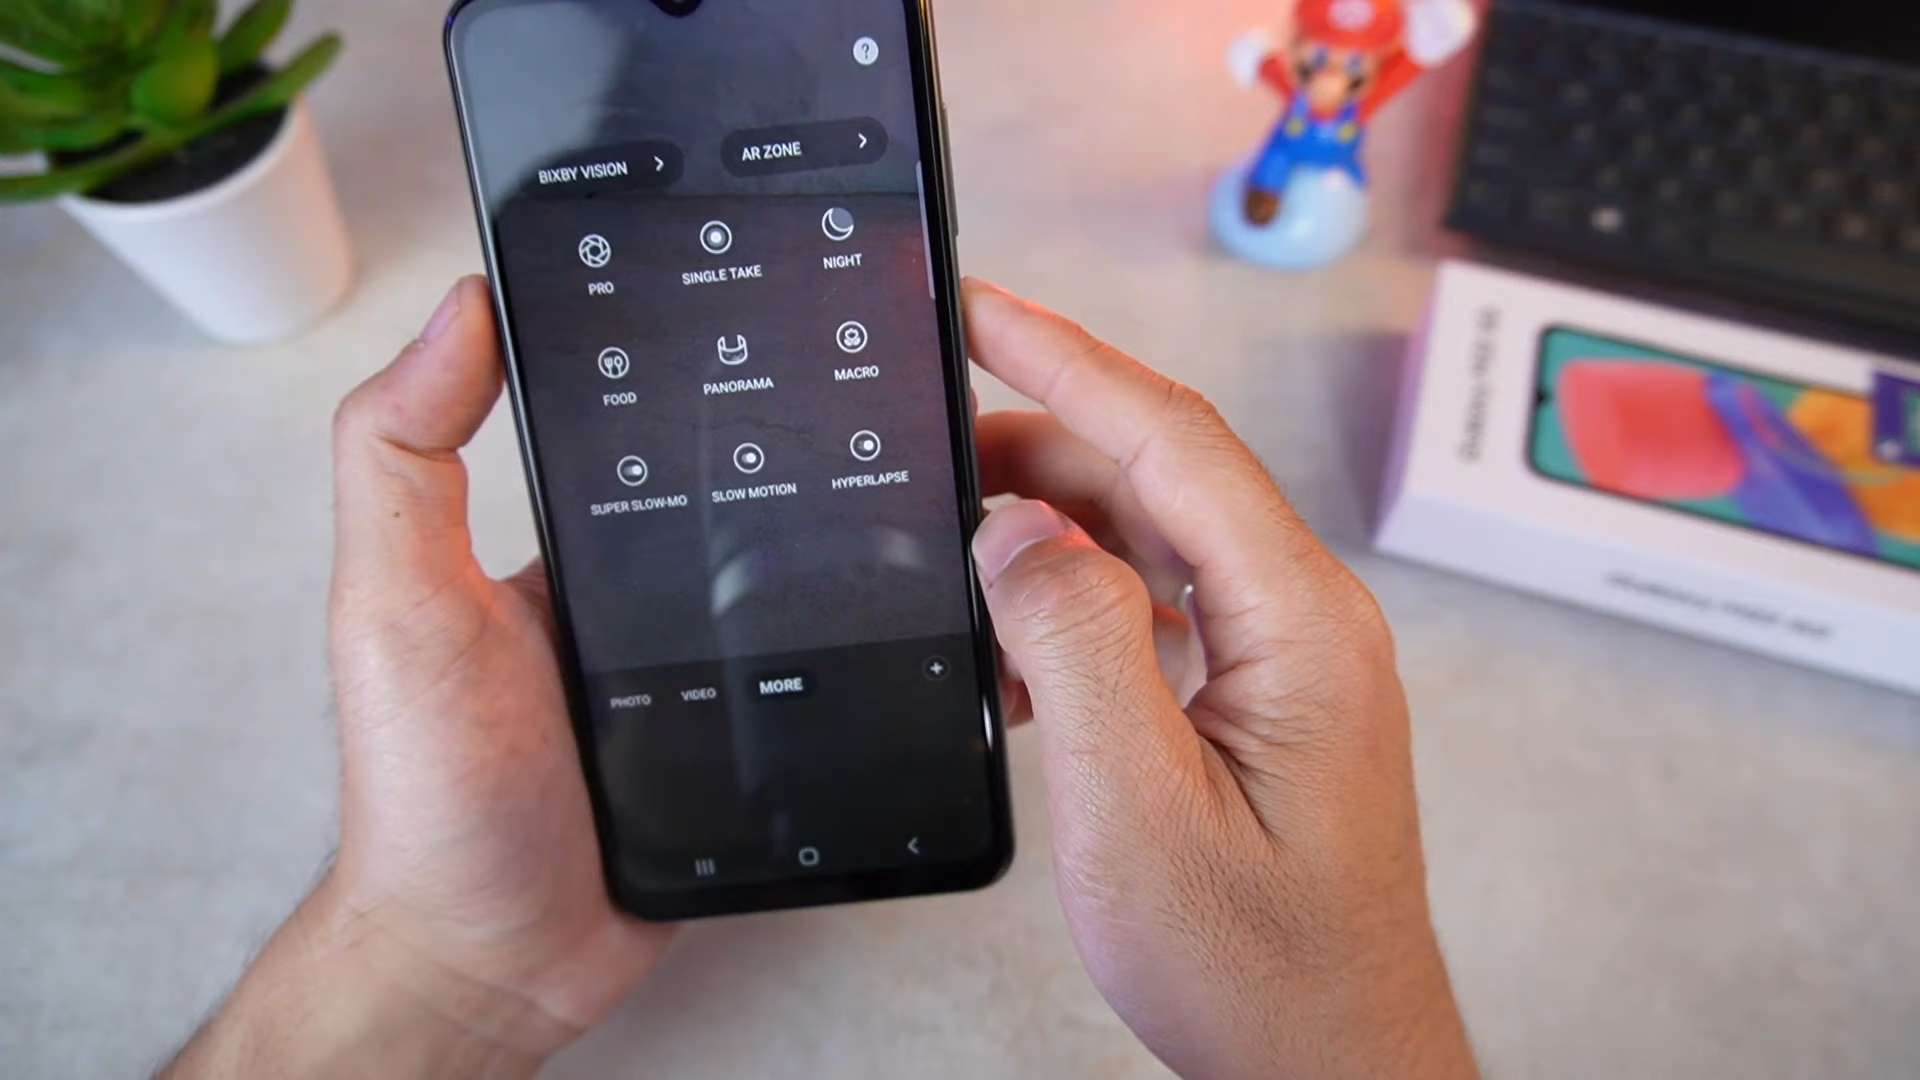 ?
BIXBY VISION >
AR ZONE >
PRO
SINGLE TAKE
NIGHT
FOOD
PANORAMA
MACRO
SUPER SLOW-MO
SLOW MOTION
HYPERLAPSE
PHOTO
VIDEO
MORE
+